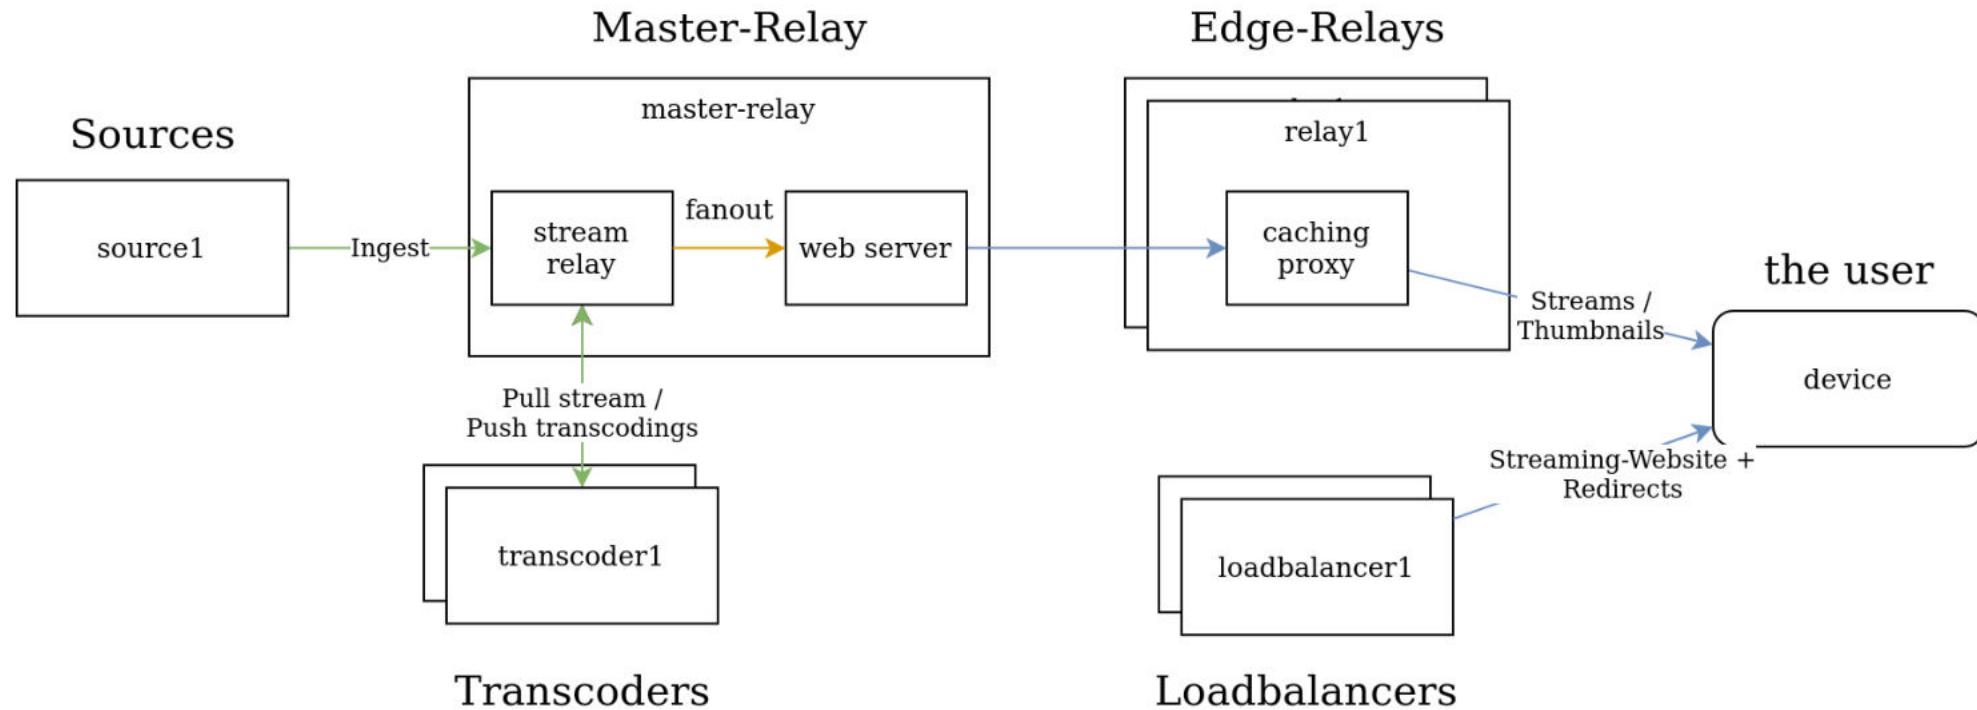 Master-Relay
Edge-Relays
Sources
master-relay
relay1
source1
Ingest
stream
relay
fanout
web server
caching
proxy
the user
Streams /
Thumbnails
device
Pull stream /
Push transcodings
Streaming-Website +
Redirects
transcoder1
loadbalancer1
Transcoders
Loadbalancers